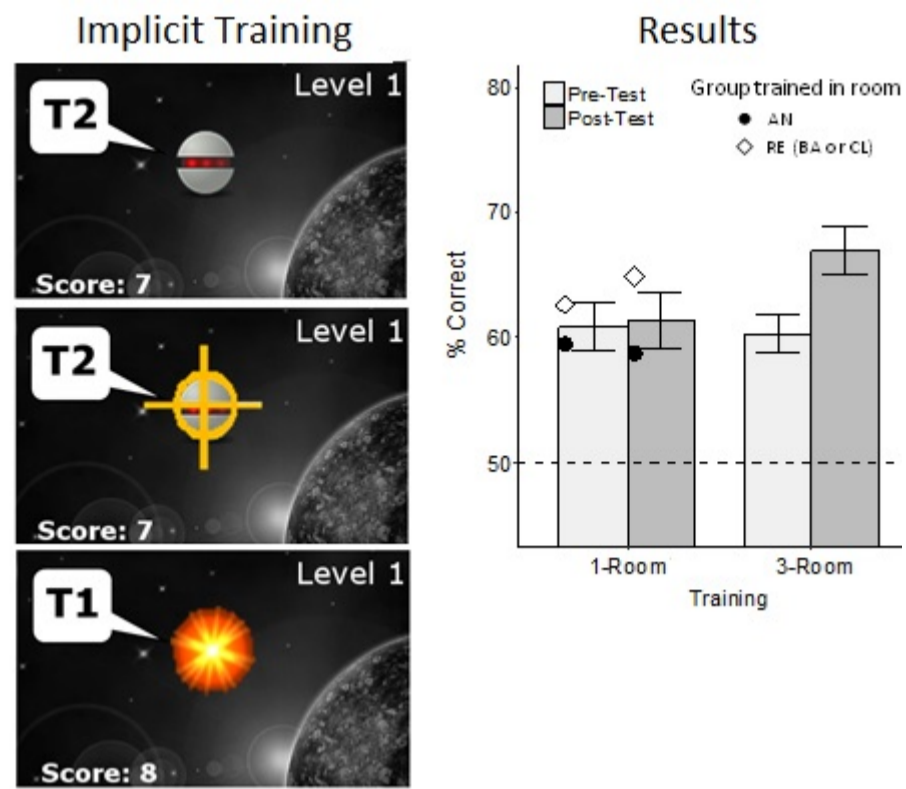 Implicit Training
Level 1
T2
Score: 7
Level 1
T2
Score: 7
Level 1
T1
Score: 8
Results
80
70
60
50
% Correct
Pre-Test
Post-Test
Group trained in room
AN
RE (BA or CL)
1-Room
3-Room
Training